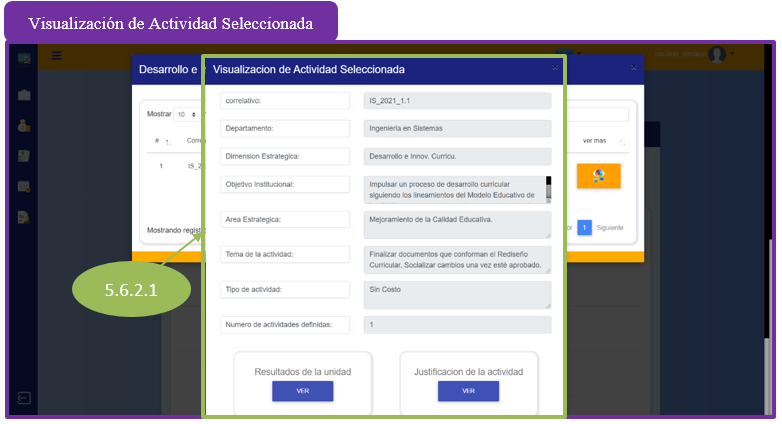 Visualización de Actividad Seleccionada
Desarrollo e
Visualizacion de Actividad Seleccionada
×
×
Mostrar 10
# Corre
ver mas
1 IS_2
Mostrando regist
or 1 Siguiente
correlativo: IS_2021_1.1
Departamento: Ingenieria en Sistemas
Dimension Estrategica: Desarrollo e Innov. Curricu.
Objetivo Institucional: Impulsar un proceso de desarrollo curricular
siguiendo los lineamientos del Modelo Educativo de
Area Estrategica: Mejoramiento de la Calidad Educativa.
Tema de la actividad: Finalizar documentos que conforman el Rediseño
Curricular. Socializar cambios una vez esté aprobado.
Tipo de actividad: Sin Costo
Numero de actividades definidas: 1
Resultados de la unidad
VER
Justificacion de la actividad
VER
5.6.2.1